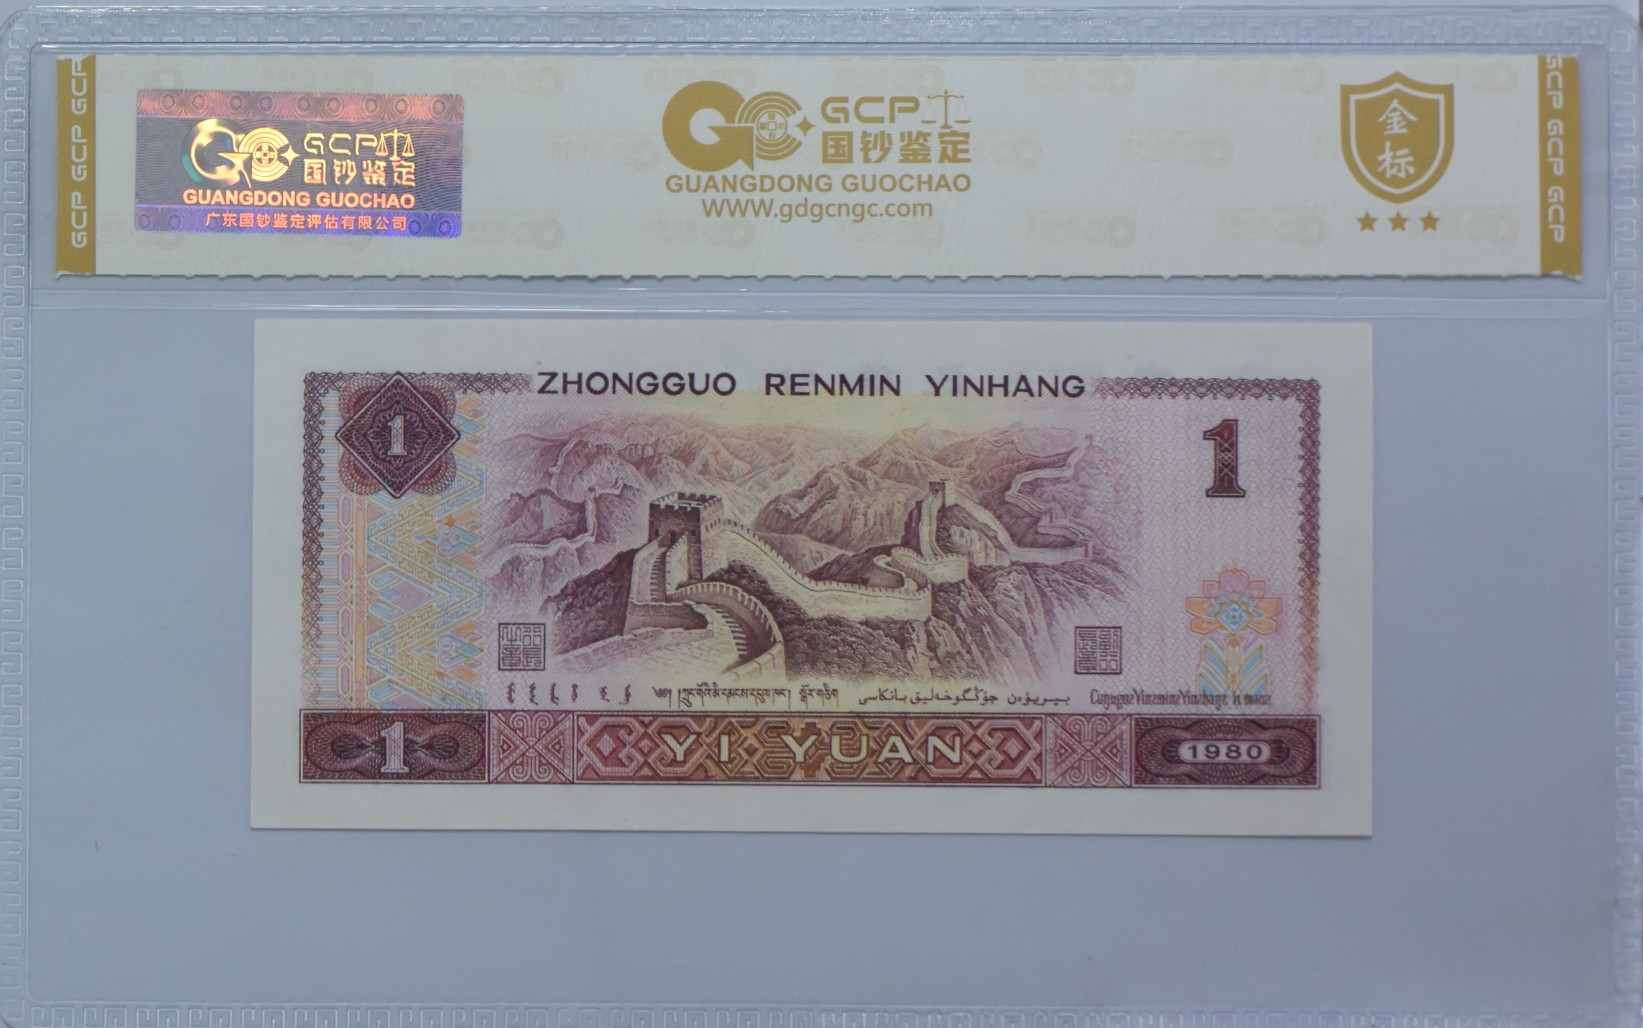 GCP GCP GCP
GCP
国钞鉴定
GUANGDONG GUOCHAO
广东国钞鉴定评估有限公司
GCP
国钞鉴定
GUANGDONG GUOCHAO
WWW.gdgcngc.com
金
标
GCP GCP GCP
ZHONGGUO RENMIN YINHANG
1
1
1
YI YUAN
1980